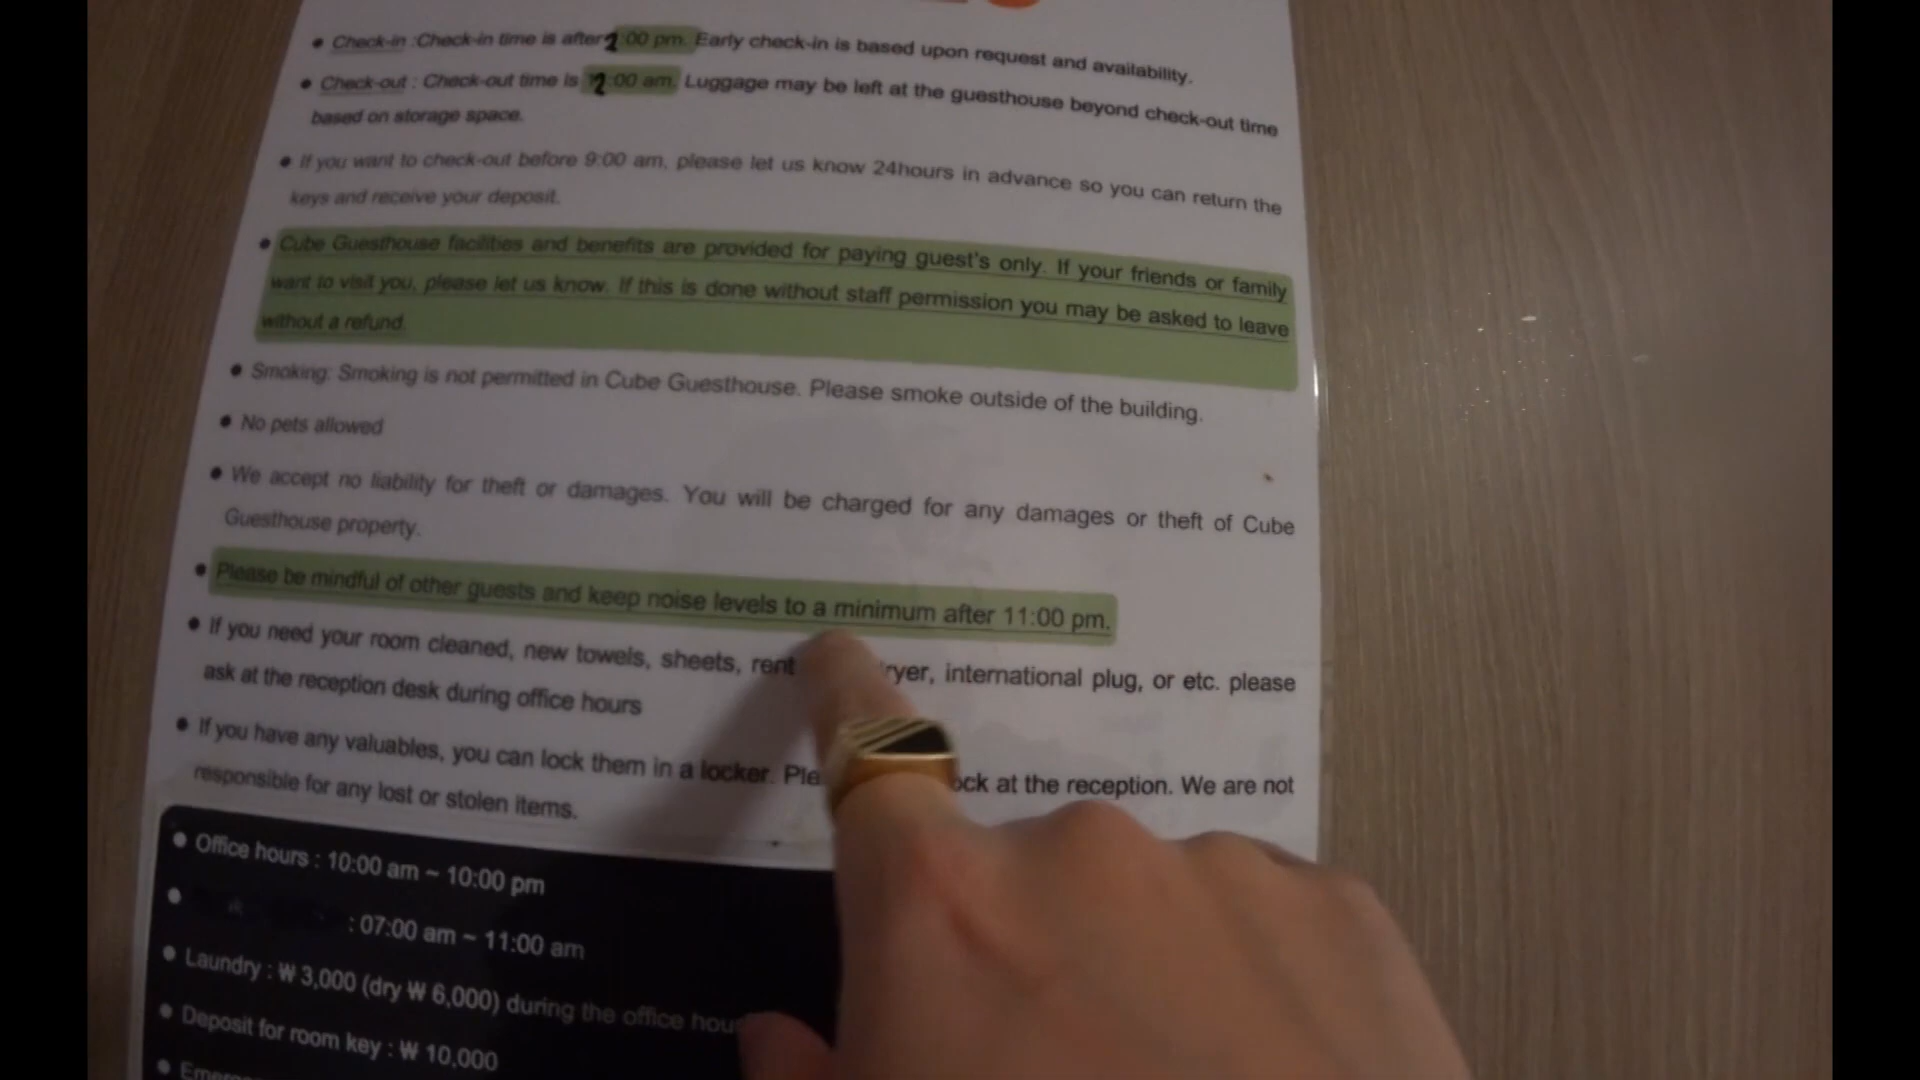 • Check-in :Check-in time is after 2:00 pm. Early check-in is based upon request and availability.
• Check-out : Check-out time is 12:00 am. Luggage may be left at the guesthouse beyond check-out time
based on storage space.
• If you want to check-out before 9:00 am, please let us know 24hours in advance so you can return the
keys and receive your deposit.
• Cube Guesthouse facilities and benefits are provided for paying guest's only. If your friends or family
want to visit you, please let us know. If this is done without staff permission you may be asked to leave
without a refund.
• Smoking: Smoking is not permitted in Cube Guesthouse. Please smoke outside of the building.
• No pets allowed
• We accept no liability for theft or damages. You will be charged for any damages or theft of Cube
Guesthouse property.
• Please be mindful of other guests and keep noise levels to a minimum after 11:00 pm.
• If you need your room cleaned, new towels, sheets, rent ryer, international plug, or etc. please
ask at the reception desk during office hours
• If you have any valuables, you can lock them in a locker. Ple ock at the reception. We are not
responsible for any lost or stolen items.
• Office hours : 10:00 am ~ 10:00 pm
• : 07:00 am ~ 11:00 am
• Laundry : ₩ 3,000 (dry ₩ 6,000) during the office hou
• Deposit for room key : ₩ 10,000
• Emer